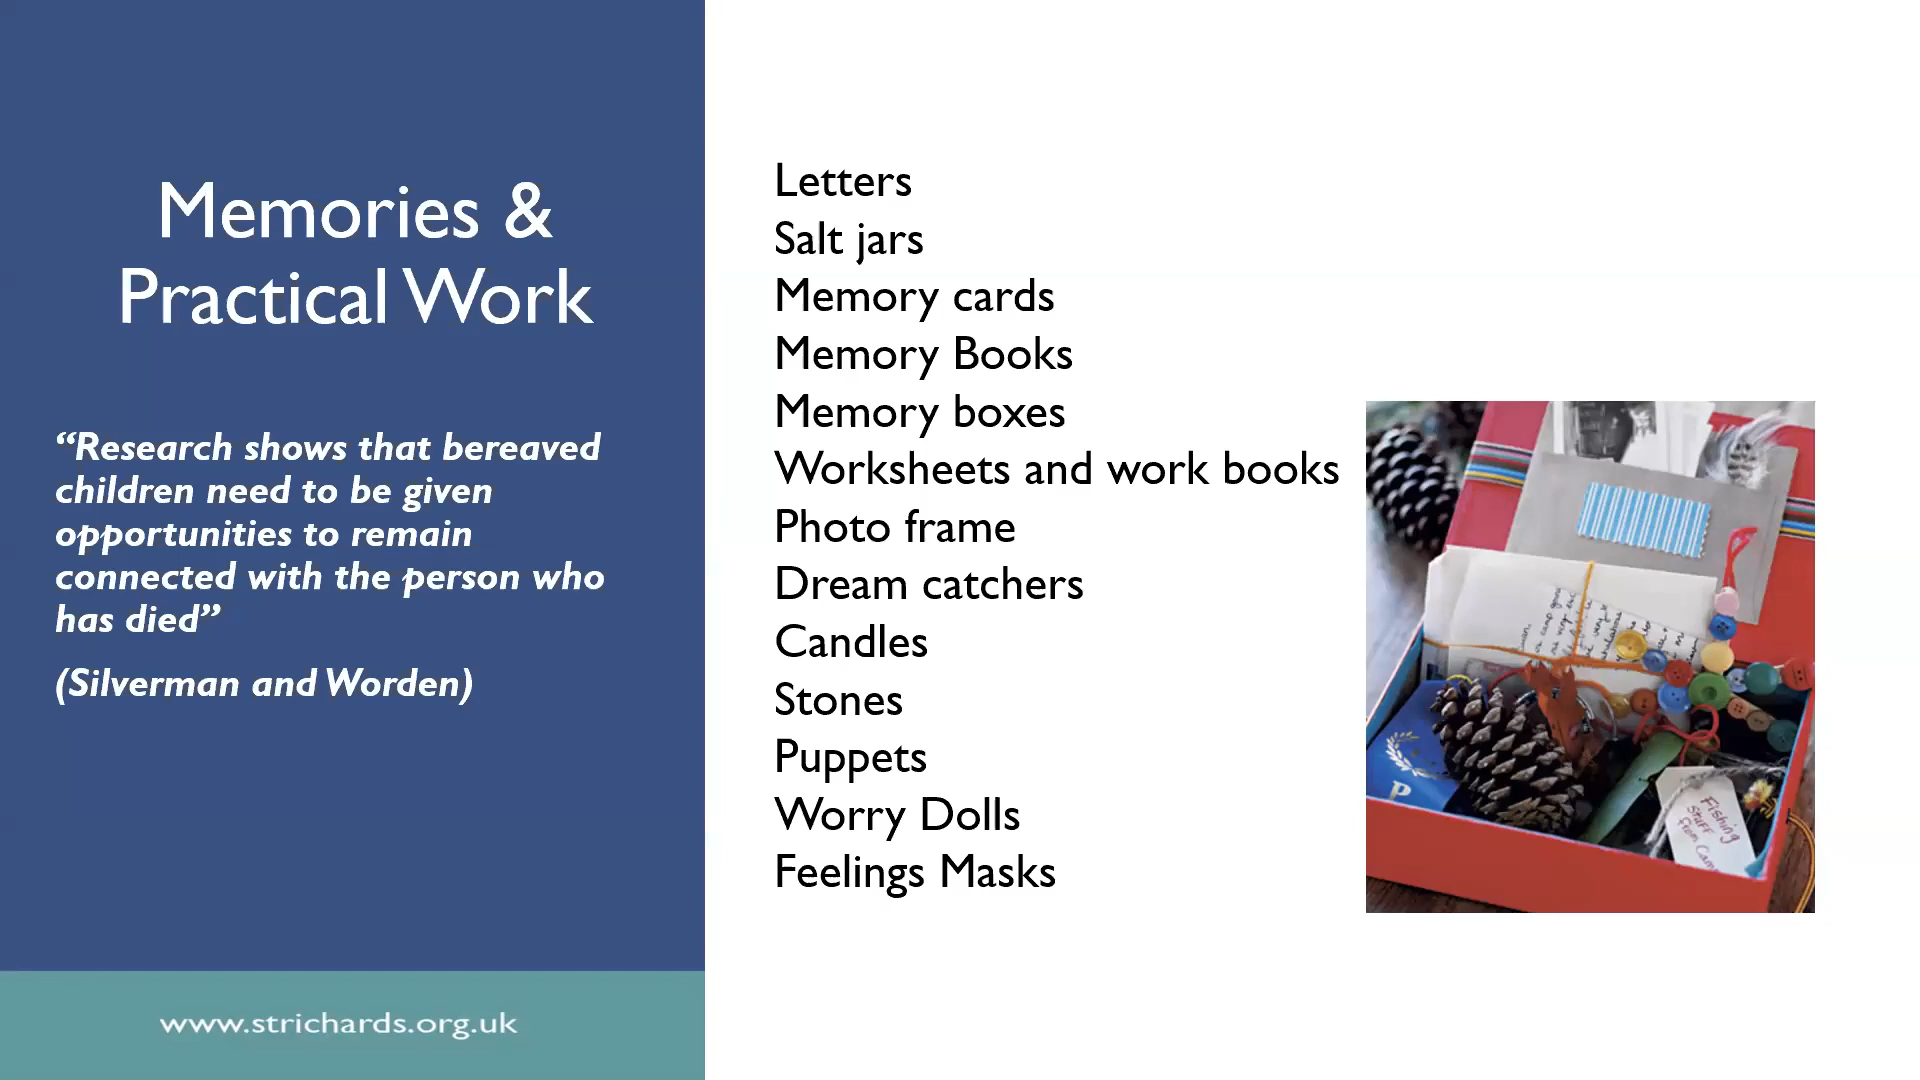 Memories &
Practical Work
“Research shows that bereaved
children need to be given
opportunities to remain
connected with the person who
has died”
(Silverman and Worden)
www.strichards.org.uk
Letters
Salt jars
Memory cards
Memory Books
Memory boxes
Worksheets and work books
Photo frame
Dream catchers
Candles
Stones
Puppets
Worry Dolls
Feelings Masks
P
Fishing
stuff
from